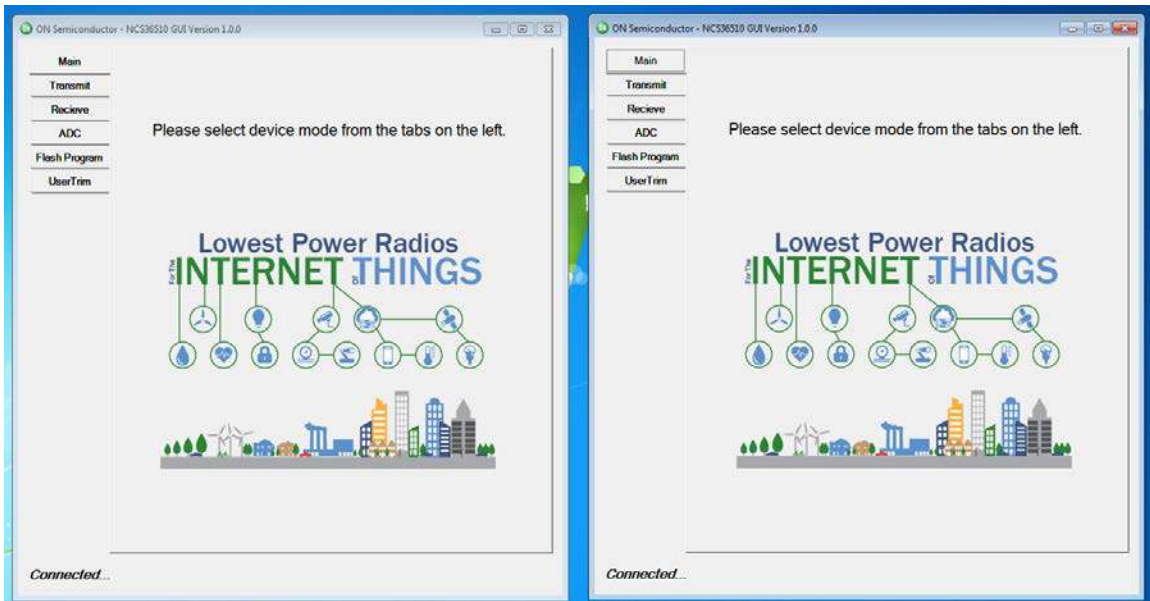 ON Semiconductor - NCS36510 GUI Version 1.0.0
Main
Transmit
Recieve
ADC
Flash Program
UserTrim
Please select device mode from the tabs on the left.
Lowest Power Radios
For The INTERNET of THINGS
Connected...
ON Semiconductor - NCS36510 GUI Version 1.0.0
Main
Transmit
Recieve
ADC
Flash Program
UserTrim
Please select device mode from the tabs on the left.
Lowest Power Radios
For The INTERNET of THINGS
Connected...